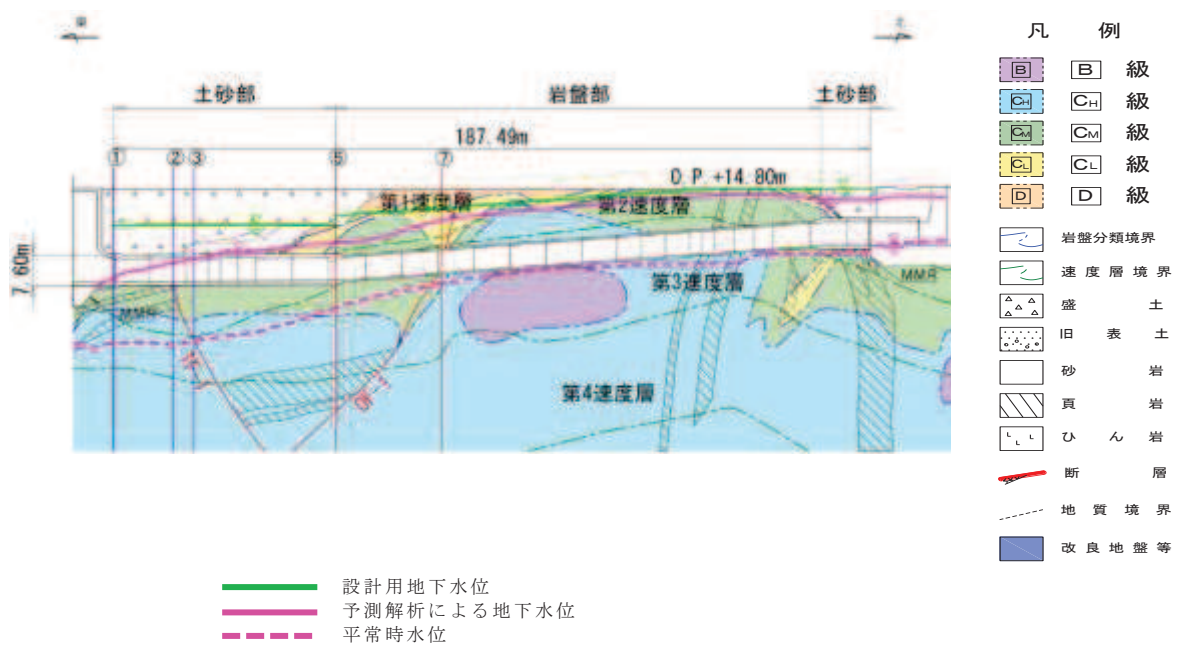 土砂部
岩盤部
土砂部
187.49m
①
②③
⑤
⑦
O.P.+14.80m
第1速度層
第2速度層
7.60m
第3速度層
MMR
MMR
第4速度層
凡 例
B B 級
CH CH 級
CM CM 級
CL CL 級
D D 級
岩盤分類境界
速度層境界
盛土
旧表土
砂岩
頁岩
ひん岩
断層
地質境界
改良地盤等
設計用地下水位
予測解析による地下水位
平常時水位